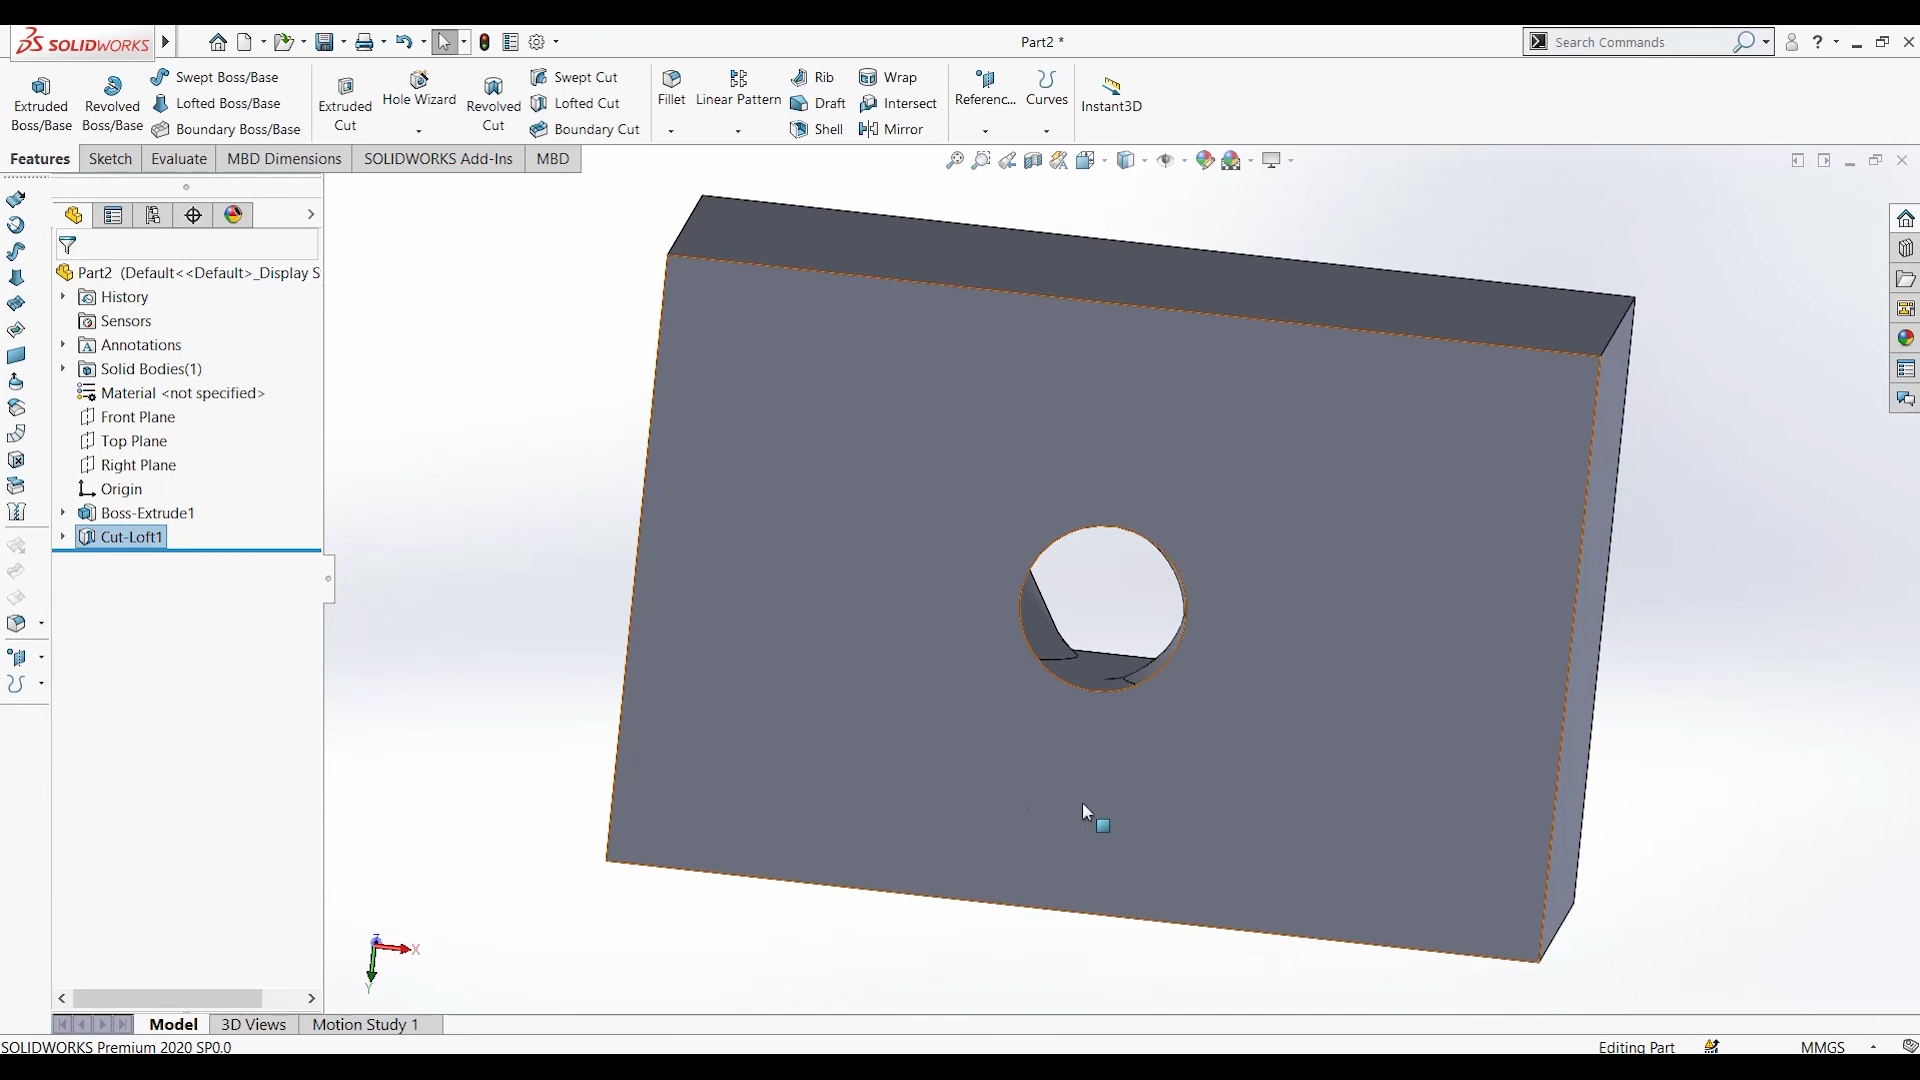 SOLIDWORKS
Part2 *
Search Commands
?
Extruded Boss/Base
Revolved Boss/Base
Swept Boss/Base
Lofted Boss/Base
Boundary Boss/Base
Extruded Cut
Hole Wizard
Revolved Cut
Swept Cut
Lofted Cut
Boundary Cut
Fillet
Linear Pattern
Rib
Draft
Shell
Wrap
Intersect
Mirror
Referenc...
Curves
Instant3D
Features
Sketch
Evaluate
MBD Dimensions
SOLIDWORKS Add-Ins
MBD
Part2 (Default<<Default>_Display S
History
Sensors
Annotations
Solid Bodies(1)
Material <not specified>
Front Plane
Top Plane
Right Plane
Origin
Boss-Extrude1
Cut-Loft1
Z
X
Y
Model
3D Views
Motion Study 1
SOLIDWORKS Premium 2020 SP0.0
Editing Part
MMGS